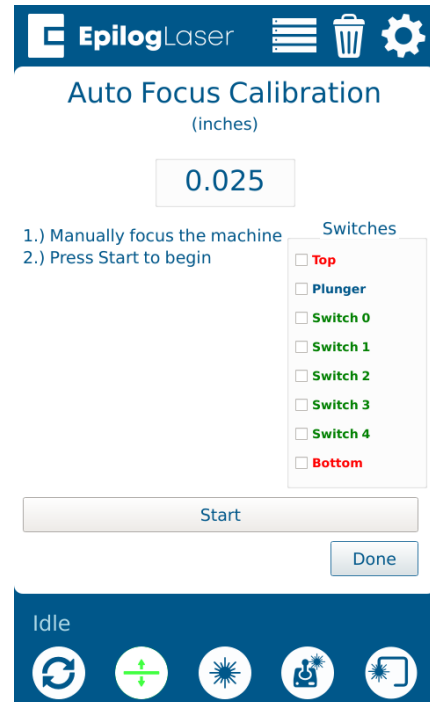 EpilogLaser
Auto Focus Calibration
(inches)
0.025
1.) Manually focus the machine
2.) Press Start to begin
Switches
Top
Plunger
Switch 0
Switch 1
Switch 2
Switch 3
Switch 4
Bottom
Start
Done
Idle